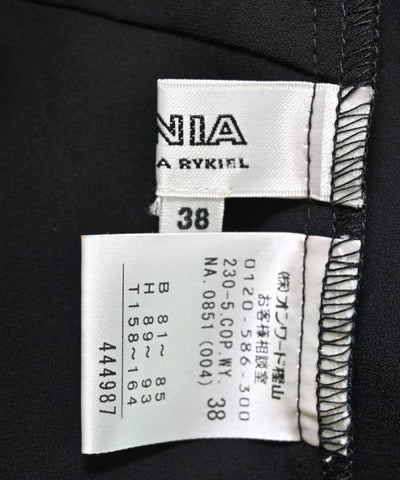 NIA
A RYKIEL
38
(株)オンワード樫山
お客様相談室
0120-586-300
230-5.COP.WY.
NA.0851 (004) 38
B 81~ 85
H 89~ 93
T158~164
444987